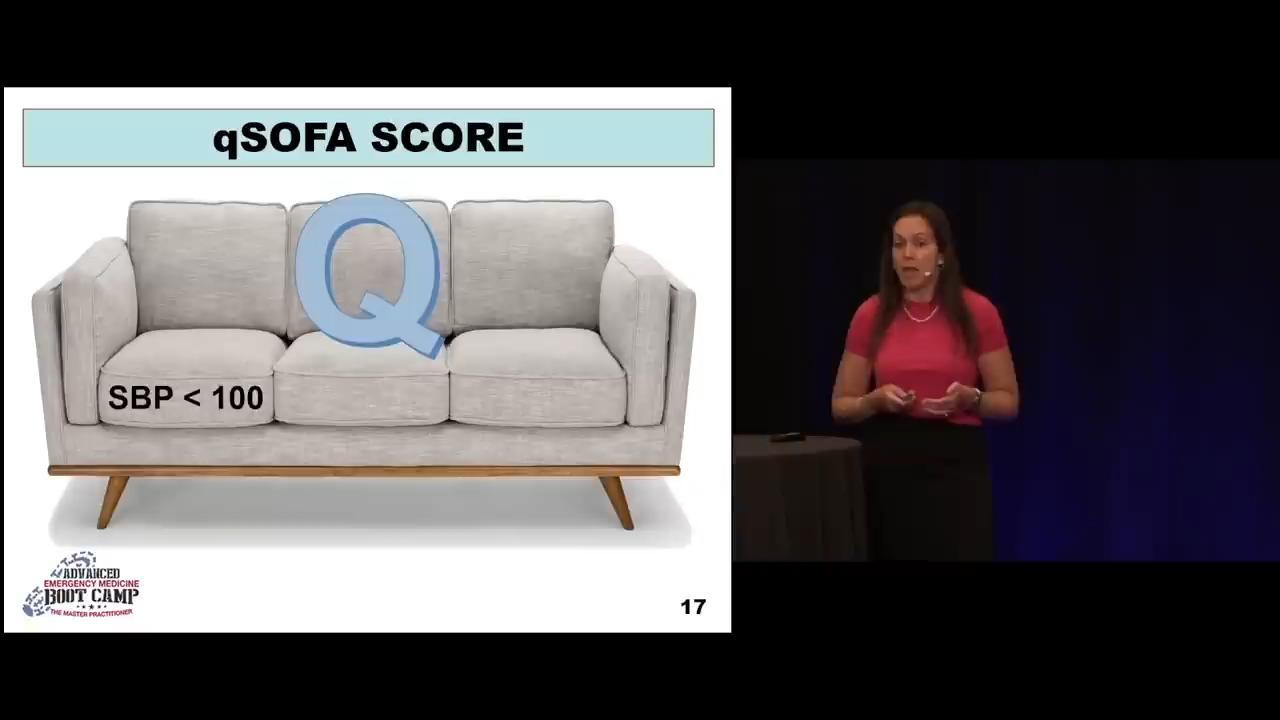 qSOFA SCORE
Q
SBP < 100
ADVANCED
EMERGENCY MEDICINE
BOOT CAMP
THE MASTER PRACTITIONER
17